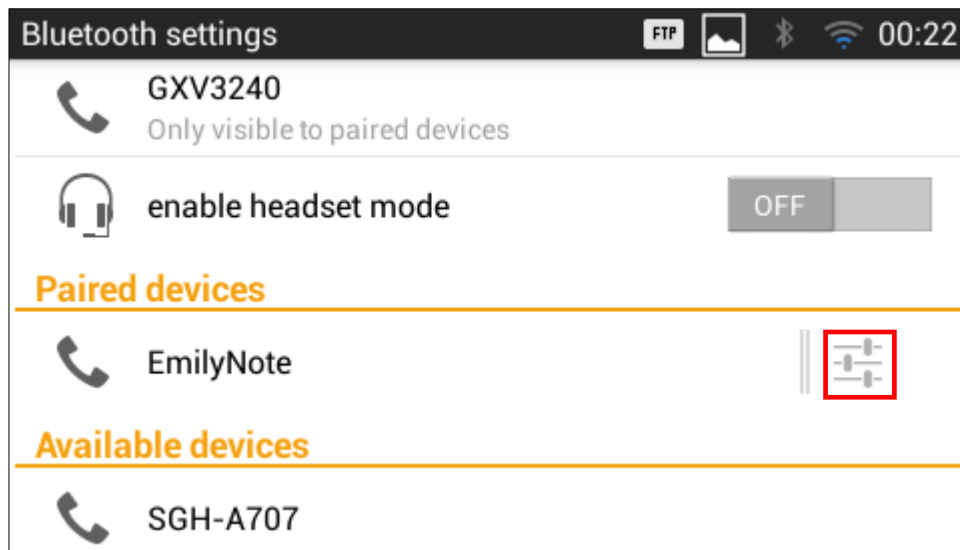 Bluetooth settings FTP 00:22
GXV3240
Only visible to paired devices
enable headset mode OFF
Paired devices
EmilyNote
Available devices
SGH-A707